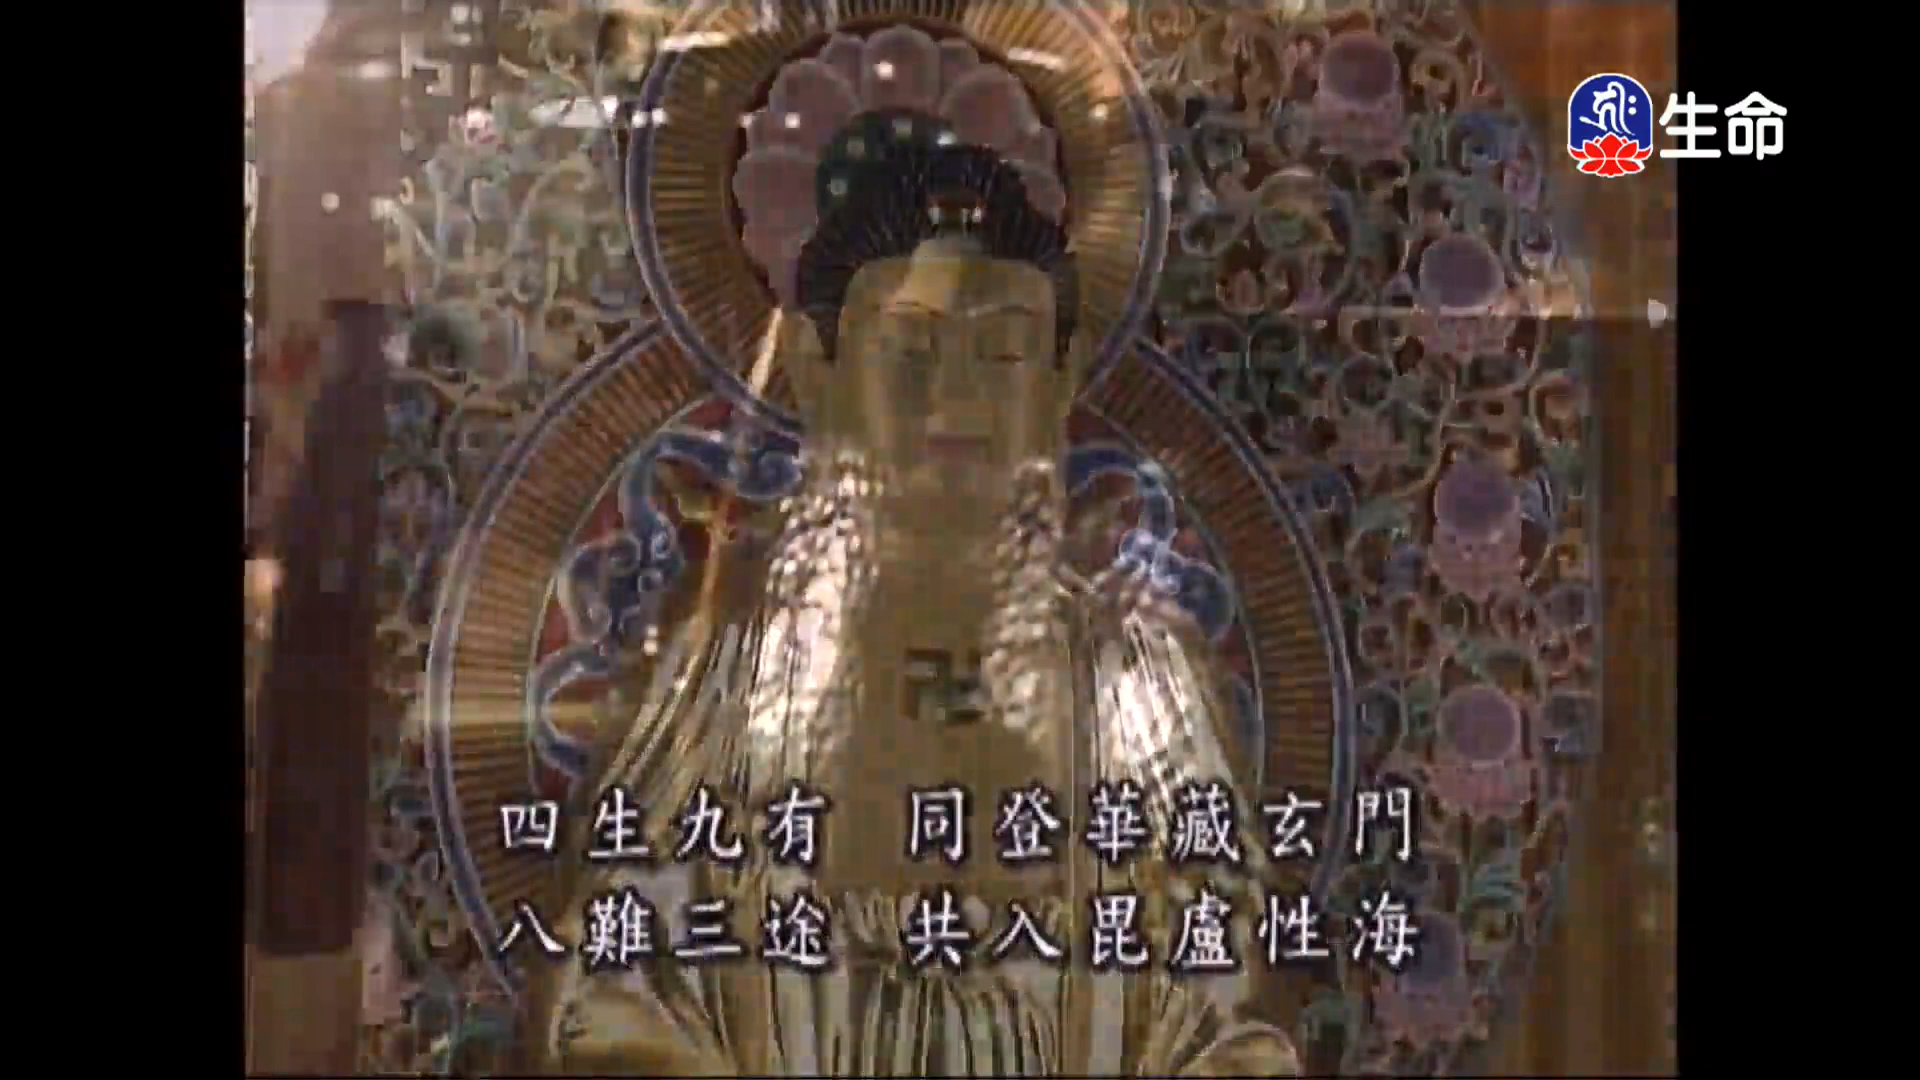 生命
四生九有 同登華藏玄門
八難三途 共入毘盧性海